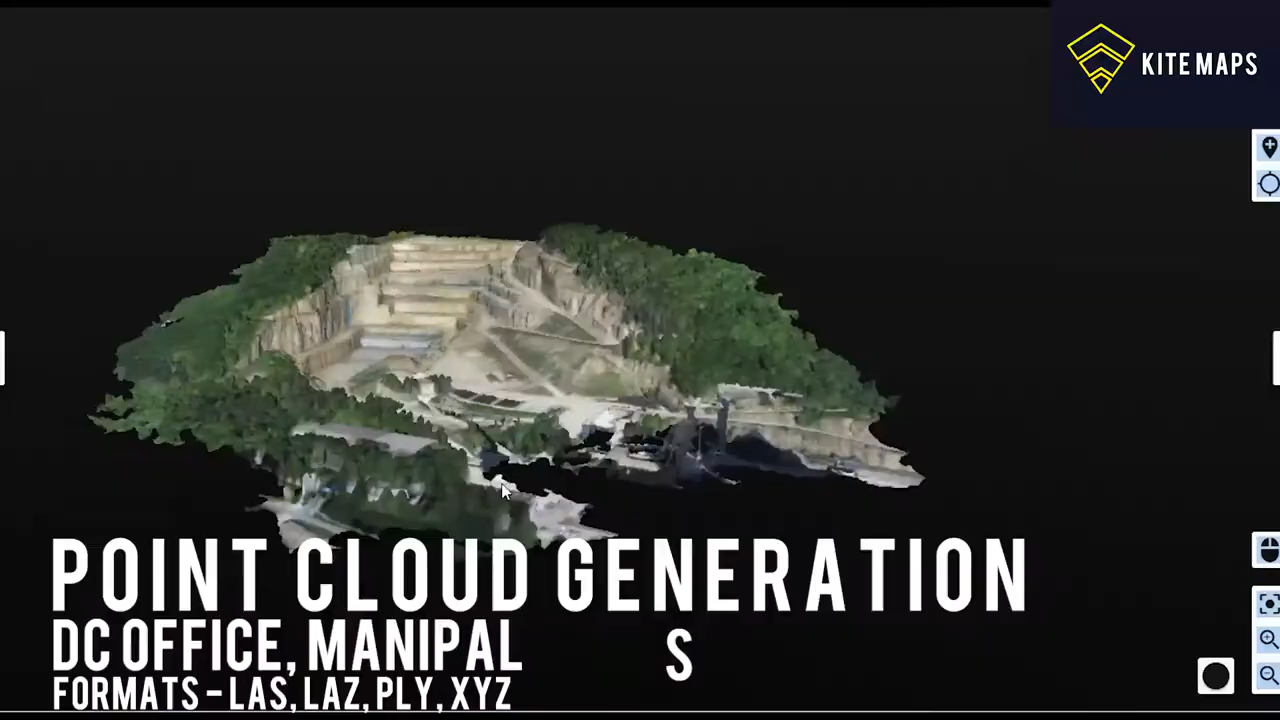 KITE MAPS
POINT CLOUD GENERATION
DC OFFICE, MANIPAL
S
FORMATS - LAS, LAZ, PLY, XYZ